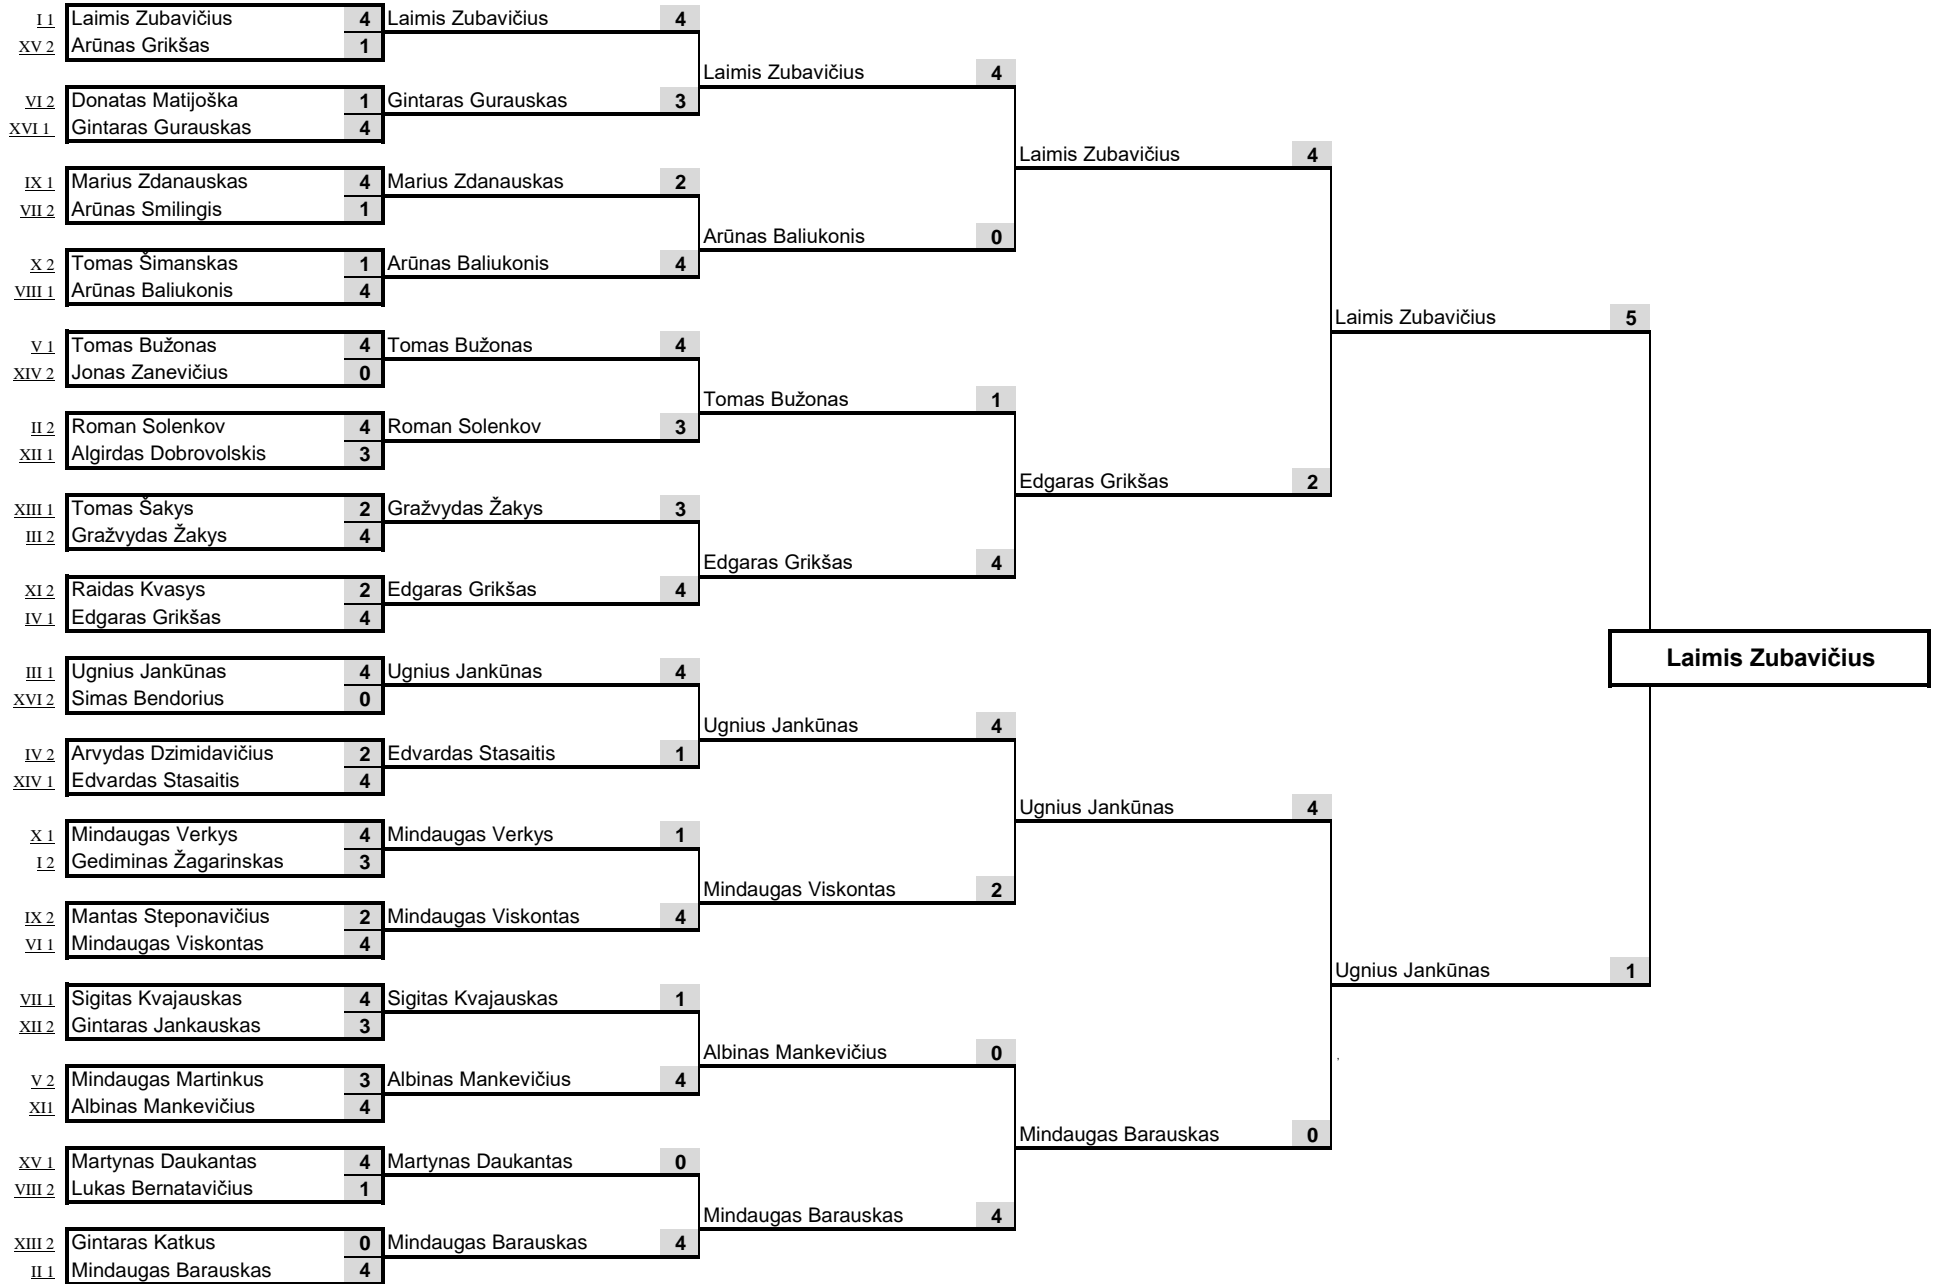 I 1 Laimis Zubavičius 4 Laimis Zubavičius 4
XV 2 Arūnas Grikšas 1
Laimis Zubavičius 4
VI 2 Donatas Matijoška 1 Gintaras Gurauskas 3
XVI 1 Gintaras Gurauskas 4
Laimis Zubavičius 4
IX 1 Marius Zdanauskas 4 Marius Zdanauskas 2
VII 2 Arūnas Smilingis 1
Arūnas Baliukonis 0
X 2 Tomas Šimanskas 1 Arūnas Baliukonis 4
VIII 1 Arūnas Baliukonis 4
Laimis Zubavičius 5
V 1 Tomas Bužonas 4 Tomas Bužonas 4
XIV 2 Jonas Zanevičius 0
Tomas Bužonas 1
II 2 Roman Solenkov 4 Roman Solenkov 3
XII 1 Algirdas Dobrovolskis 3
Edgaras Grikšas 2
XIII 1 Tomas Šakys 2 Gražvydas Žakys 3
III 2 Gražvydas Žakys 4
Edgaras Grikšas 4
XI 2 Raidas Kvasys 2 Edgaras Grikšas 4
IV 1 Edgaras Grikšas 4
Laimis Zubavičius
III 1 Ugnius Jankūnas 4 Ugnius Jankūnas 4
XVI 2 Simas Bendorius 0
Ugnius Jankūnas 4
IV 2 Arvydas Dzimidavičius 2 Edvardas Stasaitis 1
XIV 1 Edvardas Stasaitis 4
Ugnius Jankūnas 4
X 1 Mindaugas Verkys 4 Mindaugas Verkys 1
I 2 Gediminas Žagarinskas 3
Mindaugas Viskontas 2
IX 2 Mantas Steponavičius 2 Mindaugas Viskontas 4
VI 1 Mindaugas Viskontas 4
Ugnius Jankūnas 1
VII 1 Sigitas Kvajauskas 4 Sigitas Kvajauskas 1
XII 2 Gintaras Jankauskas 3
Albinas Mankevičius 0
V 2 Mindaugas Martinkus 3 Albinas Mankevičius 4
XI1 Albinas Mankevičius 4
Mindaugas Barauskas 0
XV 1 Martynas Daukantas 4 Martynas Daukantas 0
VIII 2 Lukas Bernatavičius 1
Mindaugas Barauskas 4
XIII 2 Gintaras Katkus 0 Mindaugas Barauskas 4
II 1 Mindaugas Barauskas 4